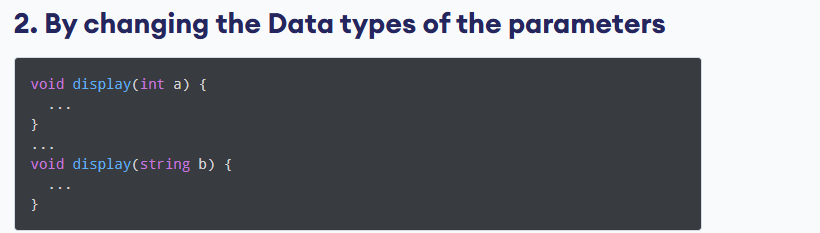 2. By changing the Data types of the parameters
void display(int a) {
  ...
}
...
void display(string b) {
  ...
}